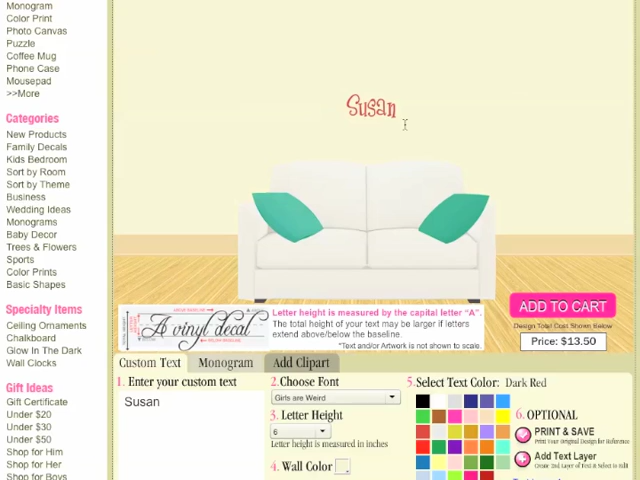 Monogram
Color Print
Photo Canvas
Puzzle
Coffee Mug
Phone Case
Mousepad
>>More
Categories
New Products
Family Decals
Kids Bedroom
Sort by Room
Sort by Theme
Business
Wedding Ideas
Monograms
Baby Decor
Trees & Flowers
Sports
Color Prints
Basic Shapes
Specialty Items
Ceiling Ornaments
Chalkboard
Glow In The Dark
Wall Clocks
Gift Ideas
Gift Certificate
Under $20
Under $30
Under $50
Shop for Him
Shop for Her
Shop for Boys
Susan
A vinyl decal
Letter height is measured by the capital letter “A”.
The total height of your text may be larger if letters
extend above/below the baseline.
*Text and/or Artwork is not shown to scale.
ADD TO CART
Design Total Cost Shown Below
Price: $13.50
Custom Text
Monogram
Add Clipart
1. Enter your custom text
Susan
2.Choose Font
Girls are Weird
3. Letter Height
6
Letter height is measured in inches
4. Wall Color
5.Select Text Color: Dark Red
6. OPTIONAL
PRINT & SAVE
Print Your Original Design for Reference
Add Text Layer